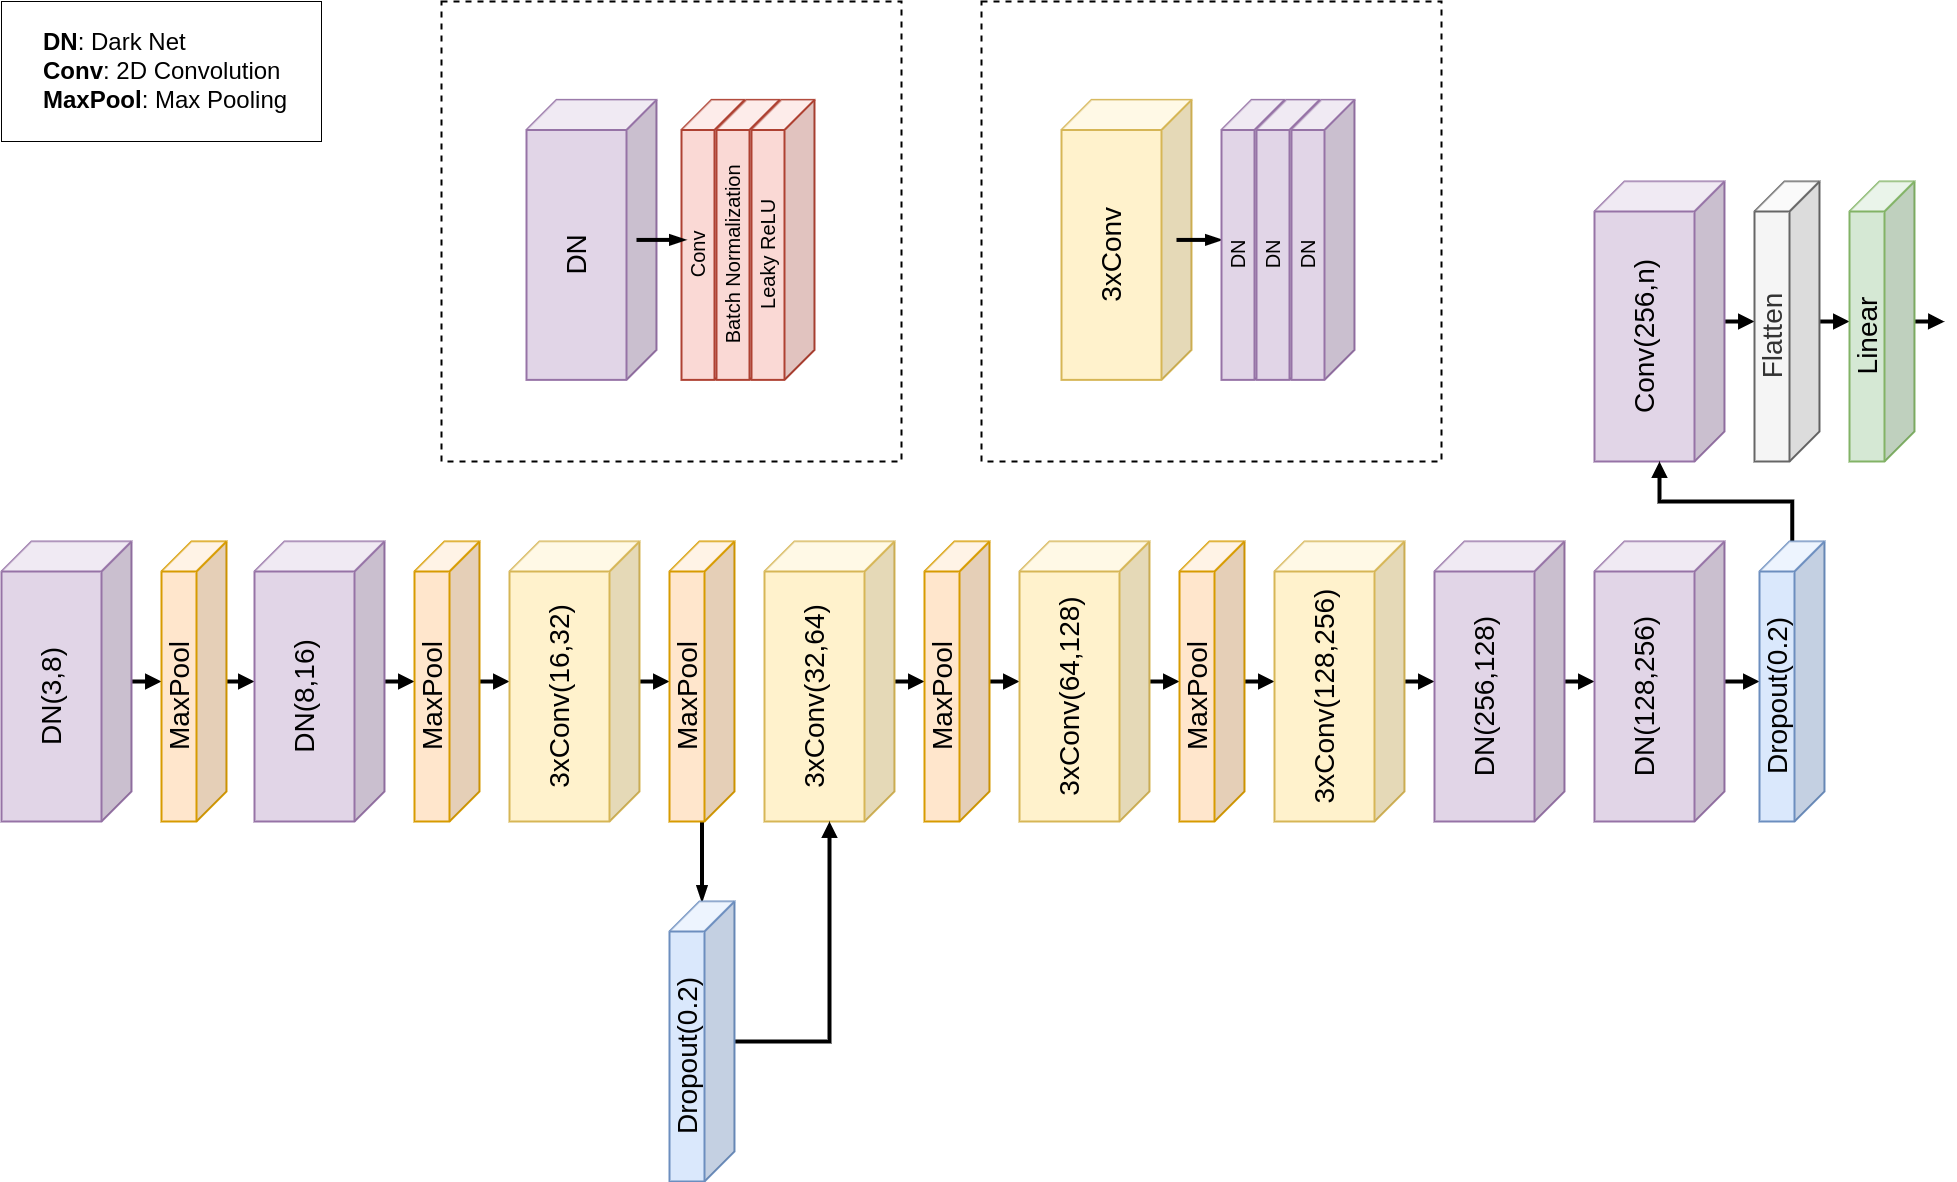 DN: Dark Net
Conv: 2D Convolution
MaxPool: Max Pooling
DN
Conv
Batch Normalization
Leaky ReLU
3xConv
DN
DN
DN
Conv(256,n)
Flatten
Linear
DN(3,8)
MaxPool
DN(8,16)
MaxPool
3xConv(16,32)
MaxPool
3xConv(32,64)
MaxPool
3xConv(64,128)
MaxPool
3xConv(128,256)
DN(256,128)
DN(128,256)
Dropout(0.2)
Dropout(0.2)